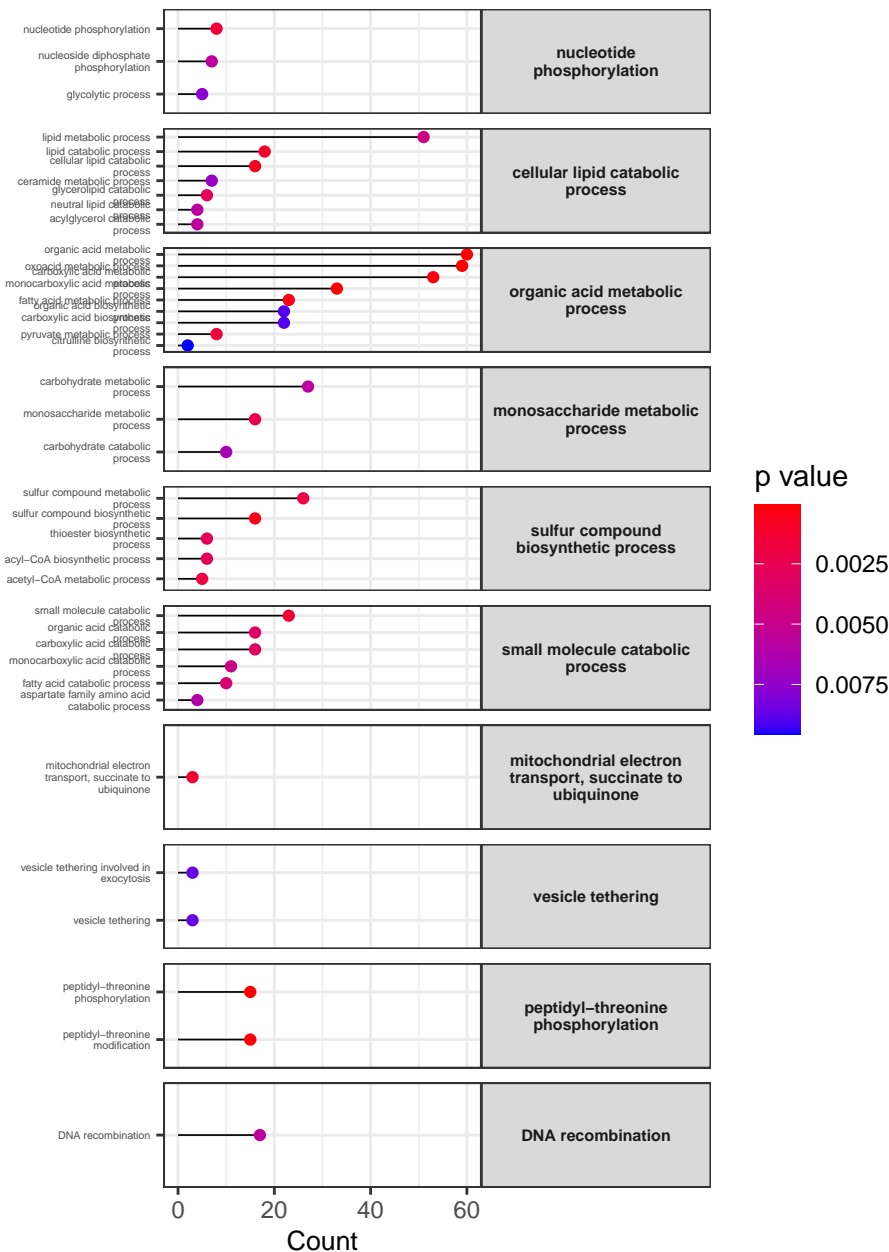 nucleotide phosphorylation
nucleoside diphosphate
phosphorylation
glycolytic process
nucleotide
phosphorylation
lipid metabolic process
lipid catabolic process
cellular lipid catabolic
process
ceramide metabolic process
glycerolipid catabolic
process
neutral lipid catabolic
process
acylglycerol catabolic
process
cellular lipid catabolic
process
organic acid metabolic
process
oxoacid metabolic process
carboxylic acid metabolic
process
monocarboxylic acid metabolic
process
fatty acid metabolic process
organic acid biosynthetic
process
carboxylic acid biosynthetic
process
pyruvate metabolic process
citrulline biosynthetic
process
organic acid metabolic
process
carbohydrate metabolic
process
monosaccharide metabolic
process
carbohydrate catabolic
process
monosaccharide metabolic
process
sulfur compound metabolic
process
sulfur compound biosynthetic
process
thioester biosynthetic
process
acyl−CoA biosynthetic process
acetyl−CoA metabolic process
sulfur compound
biosynthetic process
small molecule catabolic
process
organic acid catabolic
process
carboxylic acid catabolic
process
monocarboxylic acid catabolic
process
fatty acid catabolic process
aspartate family amino acid
catabolic process
small molecule catabolic
process
mitochondrial electron
transport, succinate to
ubiquinone
mitochondrial electron
transport, succinate to
ubiquinone
vesicle tethering involved in
exocytosis
vesicle tethering
vesicle tethering
peptidyl−threonine
phosphorylation
peptidyl−threonine
modification
peptidyl−threonine
phosphorylation
DNA recombination
DNA recombination
0 20 40 60
Count
p value
0.0025
0.0050
0.0075